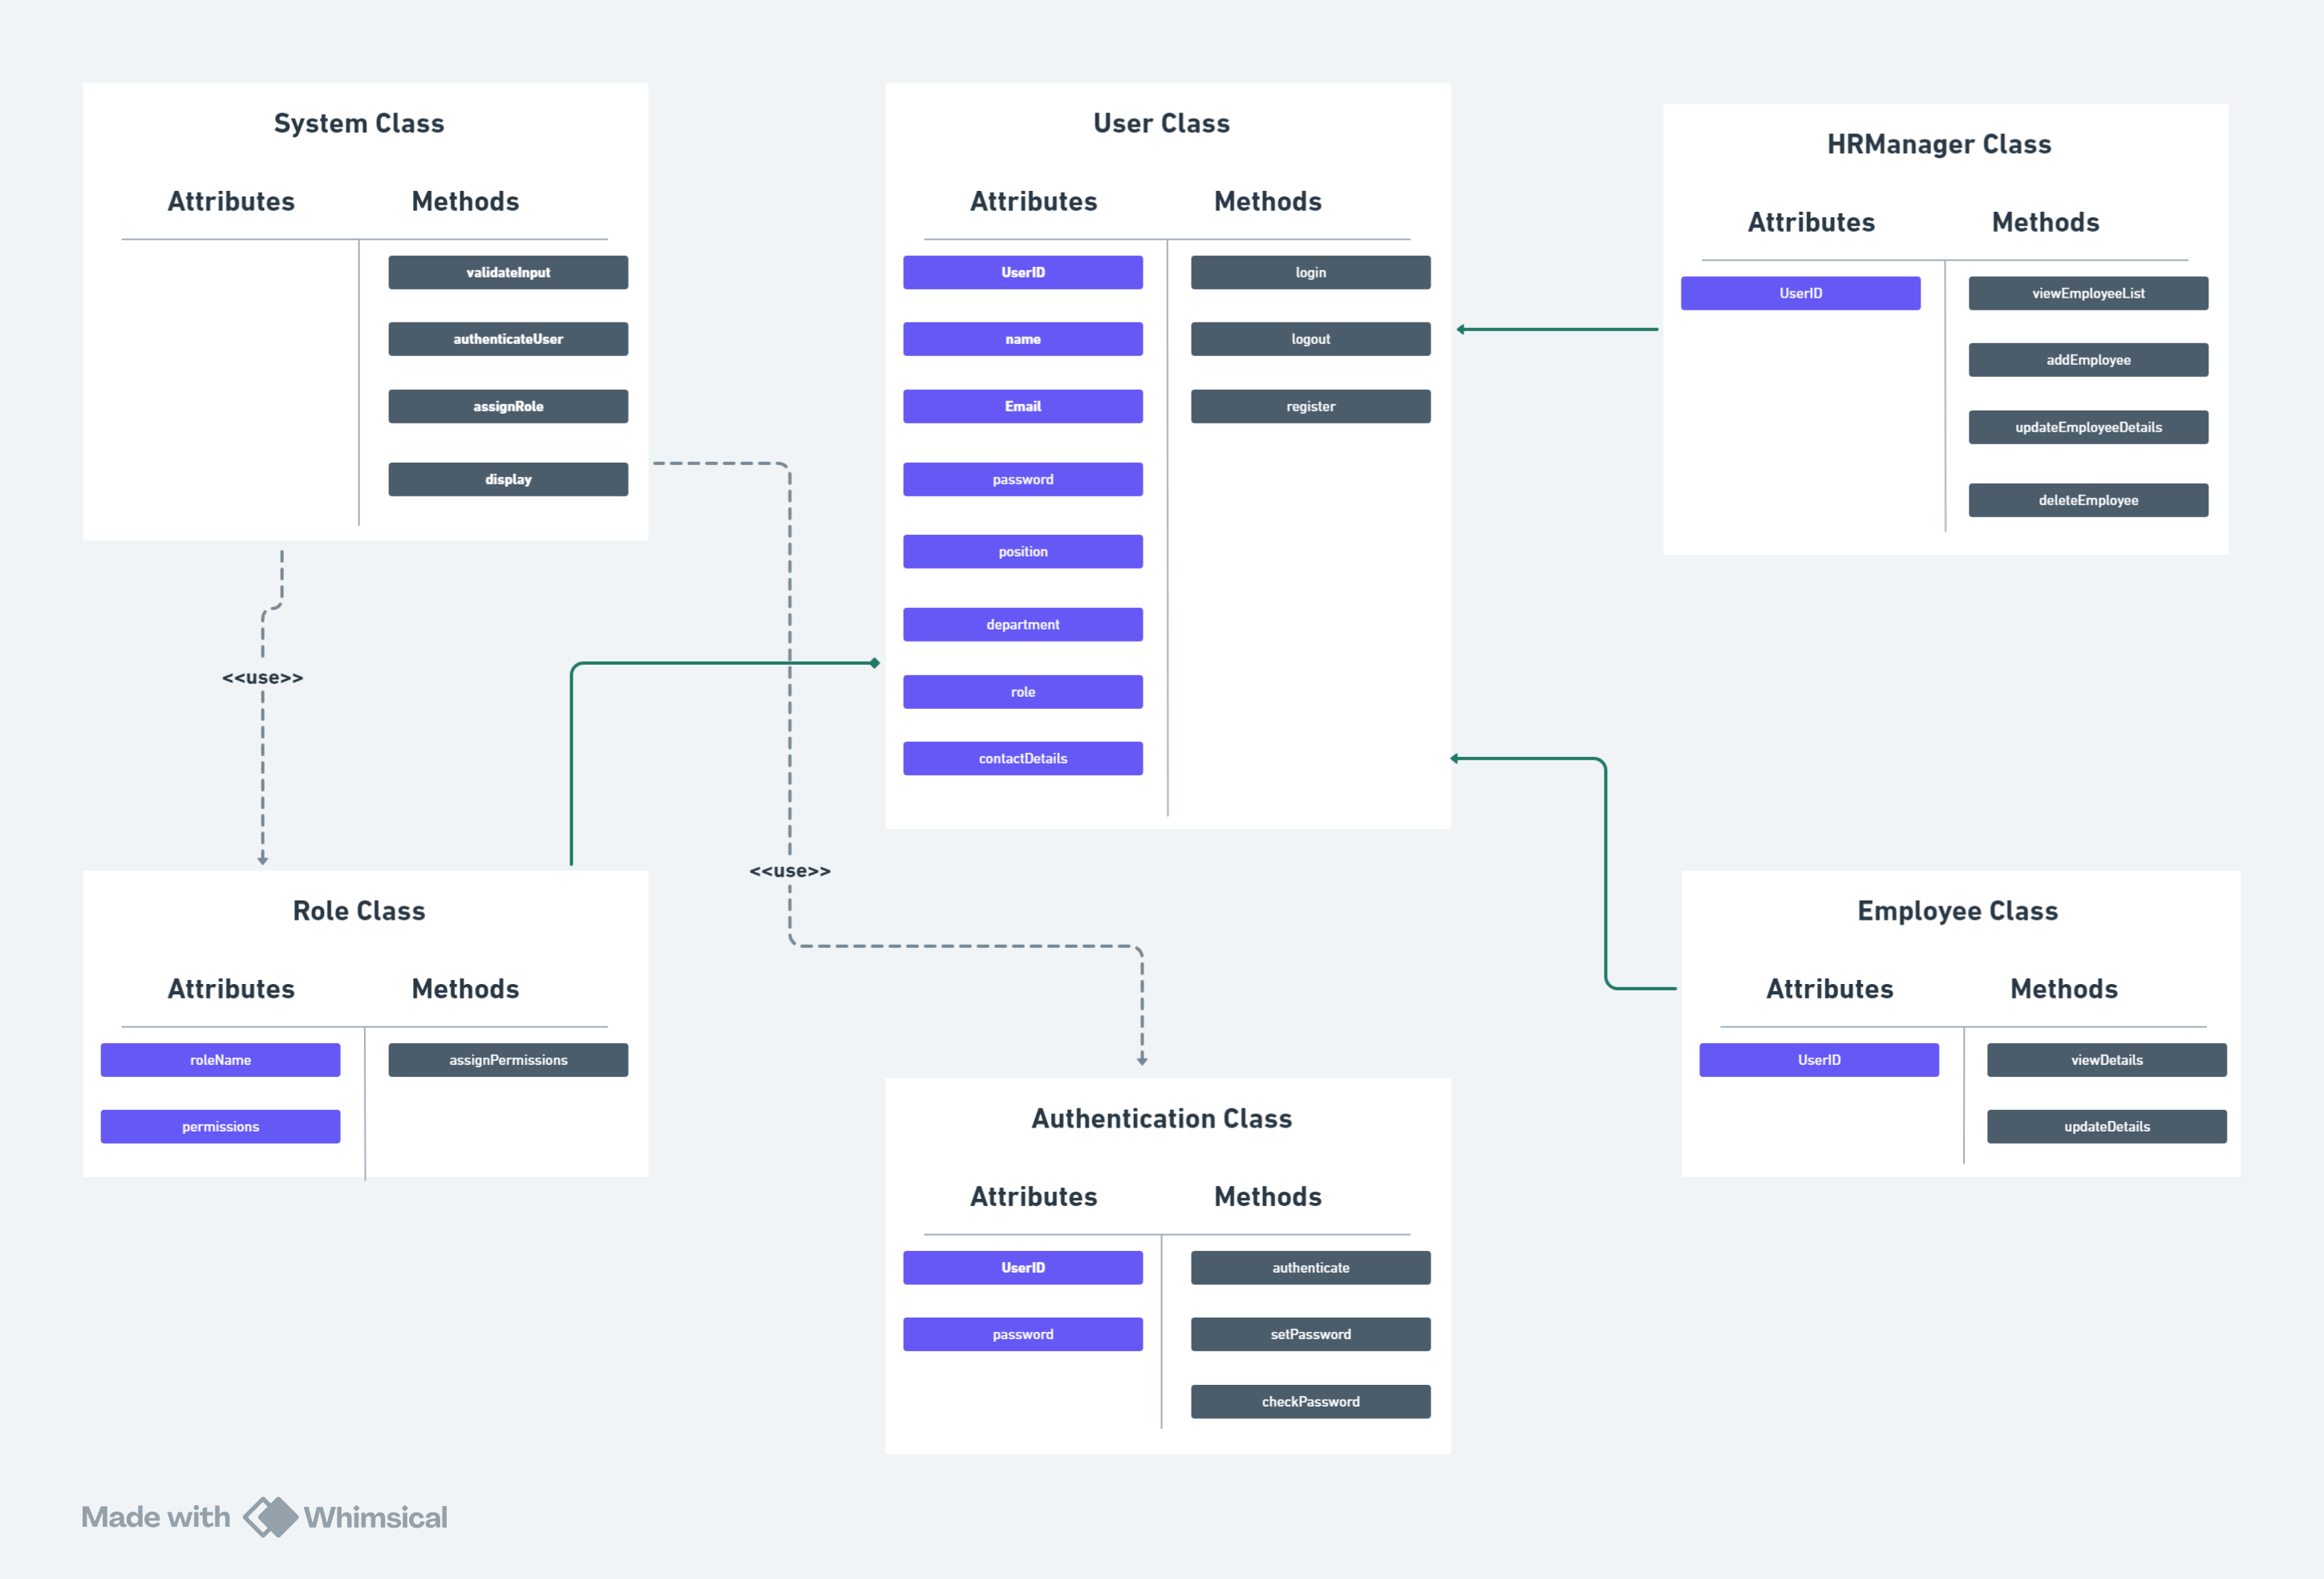 System Class
Attributes Methods
validateInput
authenticateUser
assignRole
display
User Class
Attributes Methods
UserID login
name logout
Email register
password
position
department
role
contactDetails
HRManager Class
Attributes Methods
UserID viewEmployeeList
addEmployee
updateEmployeeDetails
deleteEmployee
<<use>>
<<use>>
Role Class
Attributes Methods
roleName assignPermissions
permissions
Authentication Class
Attributes Methods
UserID authenticate
password setPassword
checkPassword
Employee Class
Attributes Methods
UserID viewDetails
updateDetails
Made with Whimsical